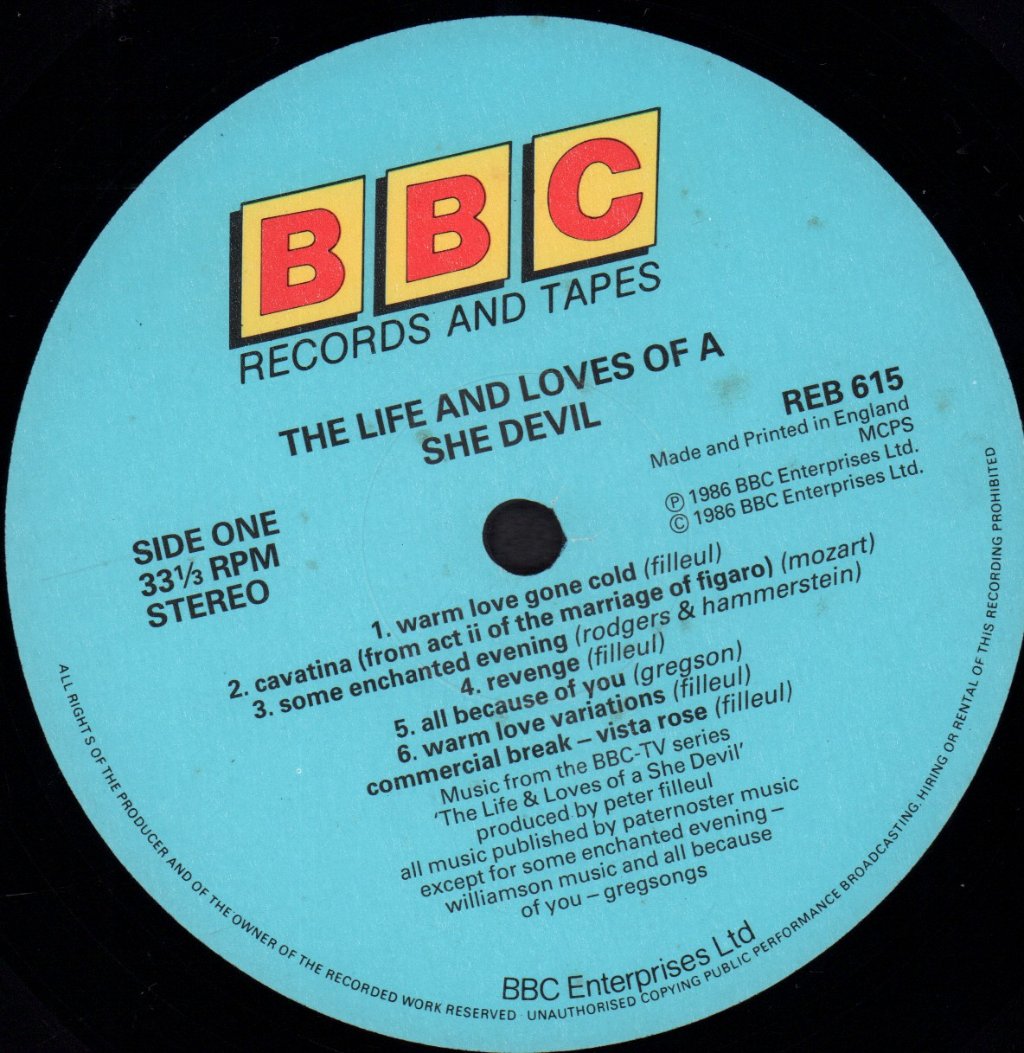 BBC
RECORDS AND TAPES
THE LIFE AND LOVES OF A
SHE DEVIL
REB 615
Made and Printed in England
MCPS
℗ 1986 BBC Enterprises Ltd.
© 1986 BBC Enterprises Ltd.
SIDE ONE
33⅓ RPM
STEREO
1. warm love gone cold (filleul)
2. cavatina (from act ii of the marriage of figaro) (mozart)
3. some enchanted evening (rodgers & hammerstein)
4. revenge (filleul)
5. all because of you (gregson)
6. warm love variations (filleul)
commercial break – vista rose (filleul)
Music from the BBC-TV series
'The Life & Loves of a She Devil'
produced by peter filleul
all music published by paternoster music
except for some enchanted evening –
williamson music and all because
of you – gregsongs
BBC Enterprises Ltd
ALL RIGHTS OF THE PRODUCER AND OF THE OWNER OF THE RECORDED WORK RESERVED · UNAUTHORISED COPYING PUBLIC PERFORMANCE BROADCASTING. HIRING OR RENTAL OF THIS RECORDING PROHIBITED